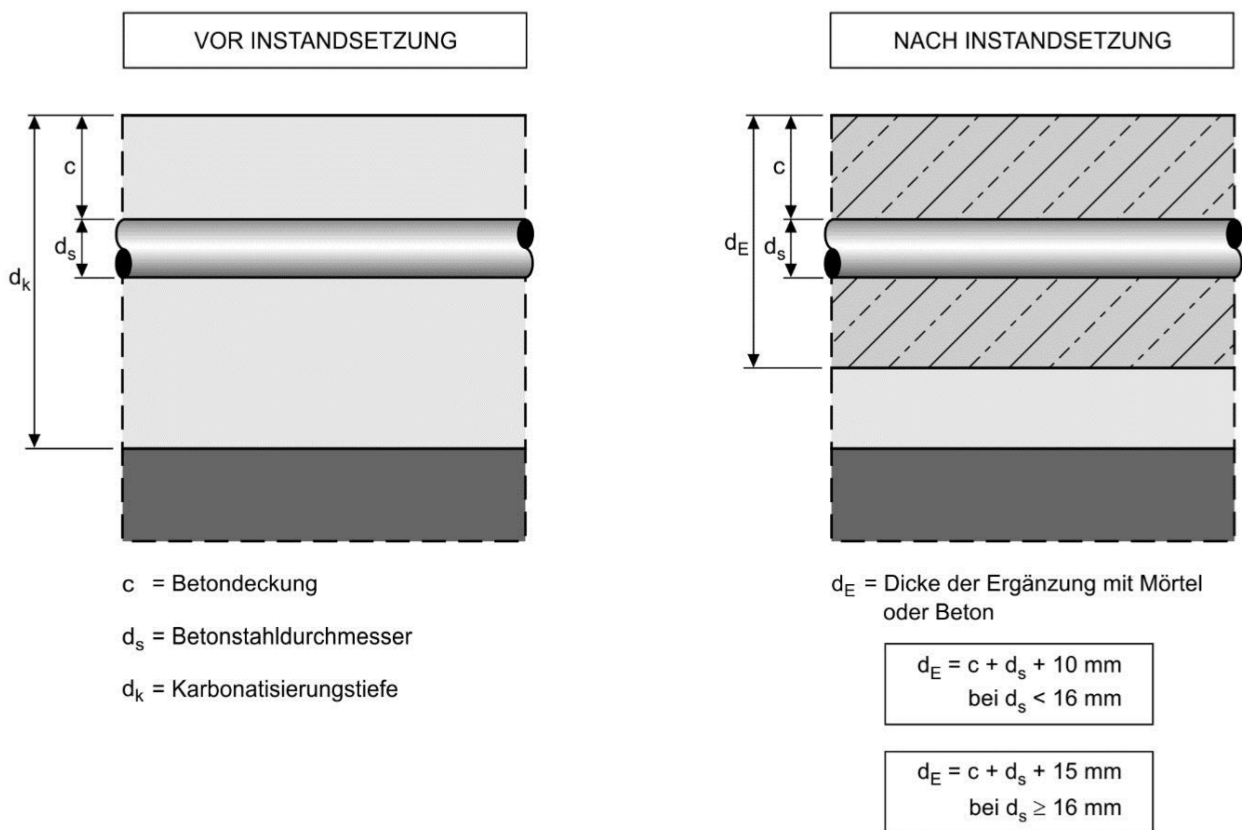 VOR INSTANDSETZUNG
c
d_s
d_k
c = Betondeckung
d_s = Betonstahldurchmesser
d_k = Karbonatisierungstiefe
NACH INSTANDSETZUNG
c
d_E
d_s
d_E = Dicke der Ergänzung mit Mörtel
oder Beton
d_E = c + d_s + 10 mm
bei d_s < 16 mm
d_E = c + d_s + 15 mm
bei d_s ≥ 16 mm